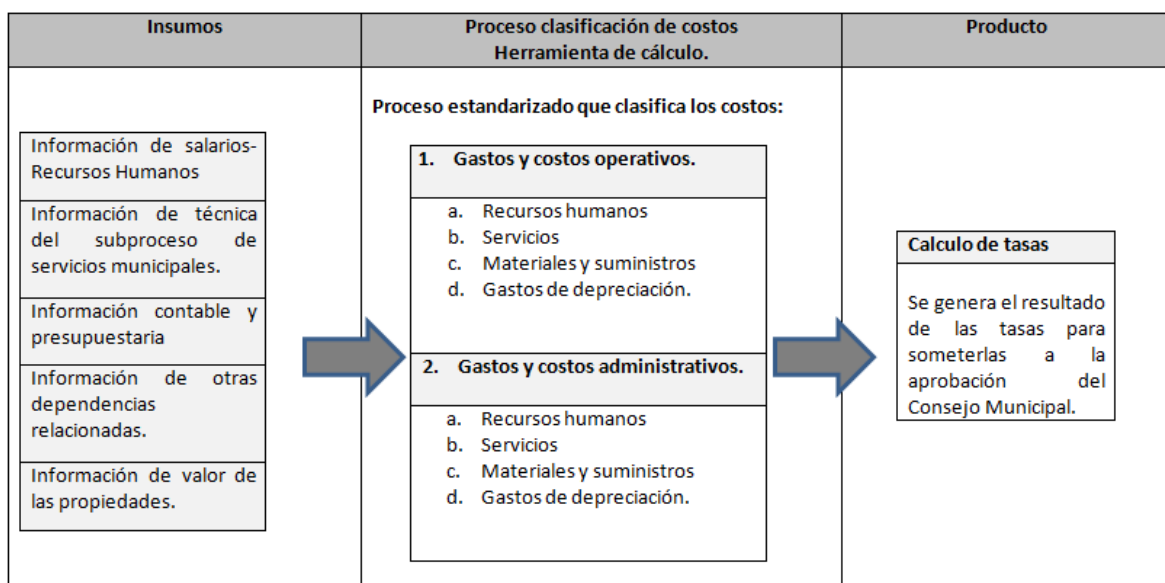 Insumos
Proceso clasificación de costos
Herramienta de cálculo.
Producto
Información de salarios-
Recursos Humanos
Información de técnica
del subproceso de
servicios municipales.
Información contable y
presupuestaria
Información de otras
dependencias
relacionadas.
Información de valor de
las propiedades.
Proceso estandarizado que clasifica los costos:
1. Gastos y costos operativos.
a. Recursos humanos
b. Servicios
c. Materiales y suministros
d. Gastos de depreciación.
2. Gastos y costos administrativos.
a. Recursos humanos
b. Servicios
c. Materiales y suministros
d. Gastos de depreciación.
Calculo de tasas
Se genera el resultado
de las tasas para
someterlas a la
aprobación del
Consejo Municipal.